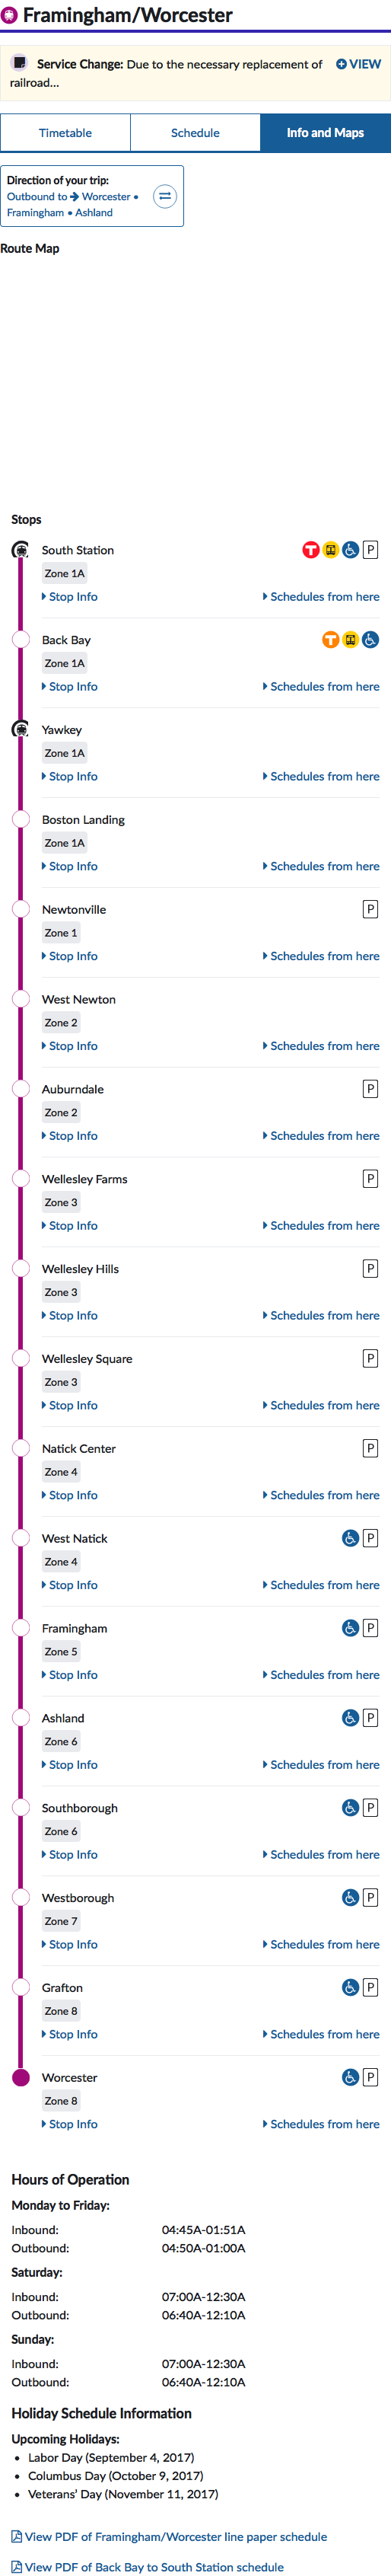 Framingham/Worcester
Service Change: Due to the necessary replacement of railroad...
VIEW
Timetable
Schedule
Info and Maps
Direction of your trip:
Outbound to Worcester •
Framingham • Ashland
Route Map
Stops
South Station
T
P
Zone 1A
Stop Info
Schedules from here
Back Bay
T
Zone 1A
Stop Info
Schedules from here
Yawkey
Zone 1A
Stop Info
Schedules from here
Boston Landing
Zone 1A
Stop Info
Schedules from here
Newtonville
P
Zone 1
Stop Info
Schedules from here
West Newton
Zone 2
Stop Info
Schedules from here
Auburndale
P
Zone 2
Stop Info
Schedules from here
Wellesley Farms
P
Zone 3
Stop Info
Schedules from here
Wellesley Hills
P
Zone 3
Stop Info
Schedules from here
Wellesley Square
P
Zone 3
Stop Info
Schedules from here
Natick Center
P
Zone 4
Stop Info
Schedules from here
West Natick
P
Zone 4
Stop Info
Schedules from here
Framingham
P
Zone 5
Stop Info
Schedules from here
Ashland
P
Zone 6
Stop Info
Schedules from here
Southborough
P
Zone 6
Stop Info
Schedules from here
Westborough
P
Zone 7
Stop Info
Schedules from here
Grafton
P
Zone 8
Stop Info
Schedules from here
Worcester
P
Zone 8
Stop Info
Schedules from here
Hours of Operation
Monday to Friday:
Inbound: 04:45A-01:51A
Outbound: 04:50A-01:00A
Saturday:
Inbound: 07:00A-12:30A
Outbound: 06:40A-12:10A
Sunday:
Inbound: 07:00A-12:30A
Outbound: 06:40A-12:10A
Holiday Schedule Information
Upcoming Holidays:
• Labor Day (September 4, 2017)
• Columbus Day (October 9, 2017)
• Veterans' Day (November 11, 2017)
View PDF of Framingham/Worcester line paper schedule
View PDF of Back Bay to South Station schedule